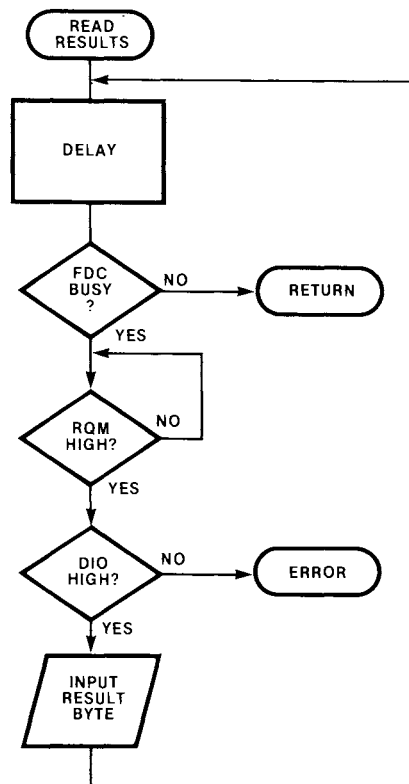 READ
RESULTS
DELAY
FDC
BUSY
?
NO
RETURN
YES
RQM
HIGH?
NO
YES
DIO
HIGH?
NO
ERROR
YES
INPUT
RESULT
BYTE